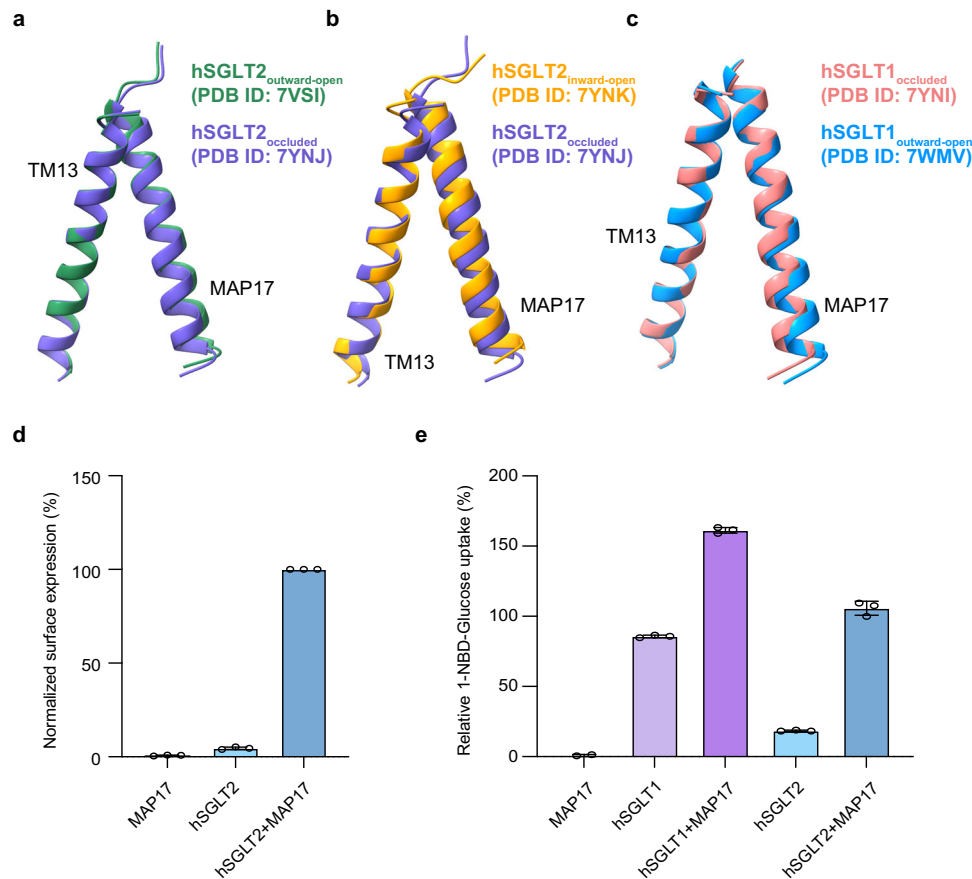 a
hSGLT2outward-open
(PDB ID: 7VSI)
hSGLT2occluded
(PDB ID: 7YNJ)
TM13
MAP17
b
hSGLT2inward-open
(PDB ID: 7YNK)
hSGLT2occluded
(PDB ID: 7YNJ)
MAP17
TM13
c
hSGLT1occluded
(PDB ID: 7YNI)
hSGLT1outward-open
(PDB ID: 7WMV)
TM13
MAP17
d
Normalized surface expression (%)
150
100
50
0
MAP17
hSGLT2
hSGLT2+MAP17
e
Relative 1-NBD-Glucose uptake (%)
200
150
100
50
0
MAP17
hSGLT1
hSGLT1+MAP17
hSGLT2
hSGLT2+MAP17